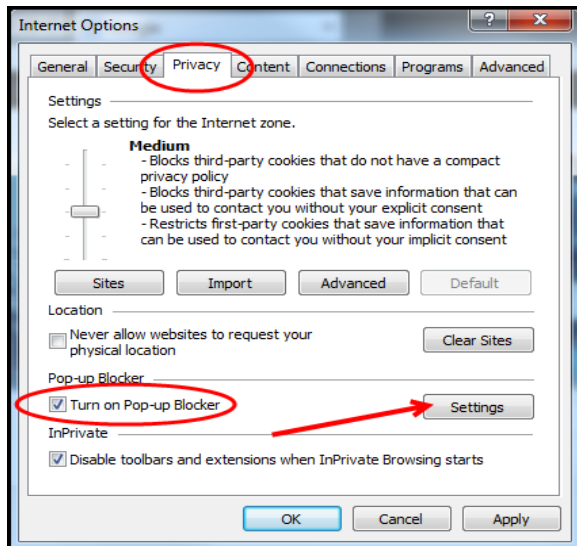 Internet Options
General Security Privacy Content Connections Programs Advanced
Settings
Select a setting for the Internet zone.
Medium
- Blocks third-party cookies that do not have a compact
privacy policy
- Blocks third-party cookies that save information that can
be used to contact you without your explicit consent
- Restricts first-party cookies that save information that
can be used to contact you without your implicit consent
Sites Import Advanced Default
Location
Never allow websites to request your
physical location
Clear Sites
Pop-up Blocker
Turn on Pop-up Blocker
Settings
InPrivate
Disable toolbars and extensions when InPrivate Browsing starts
OK Cancel Apply